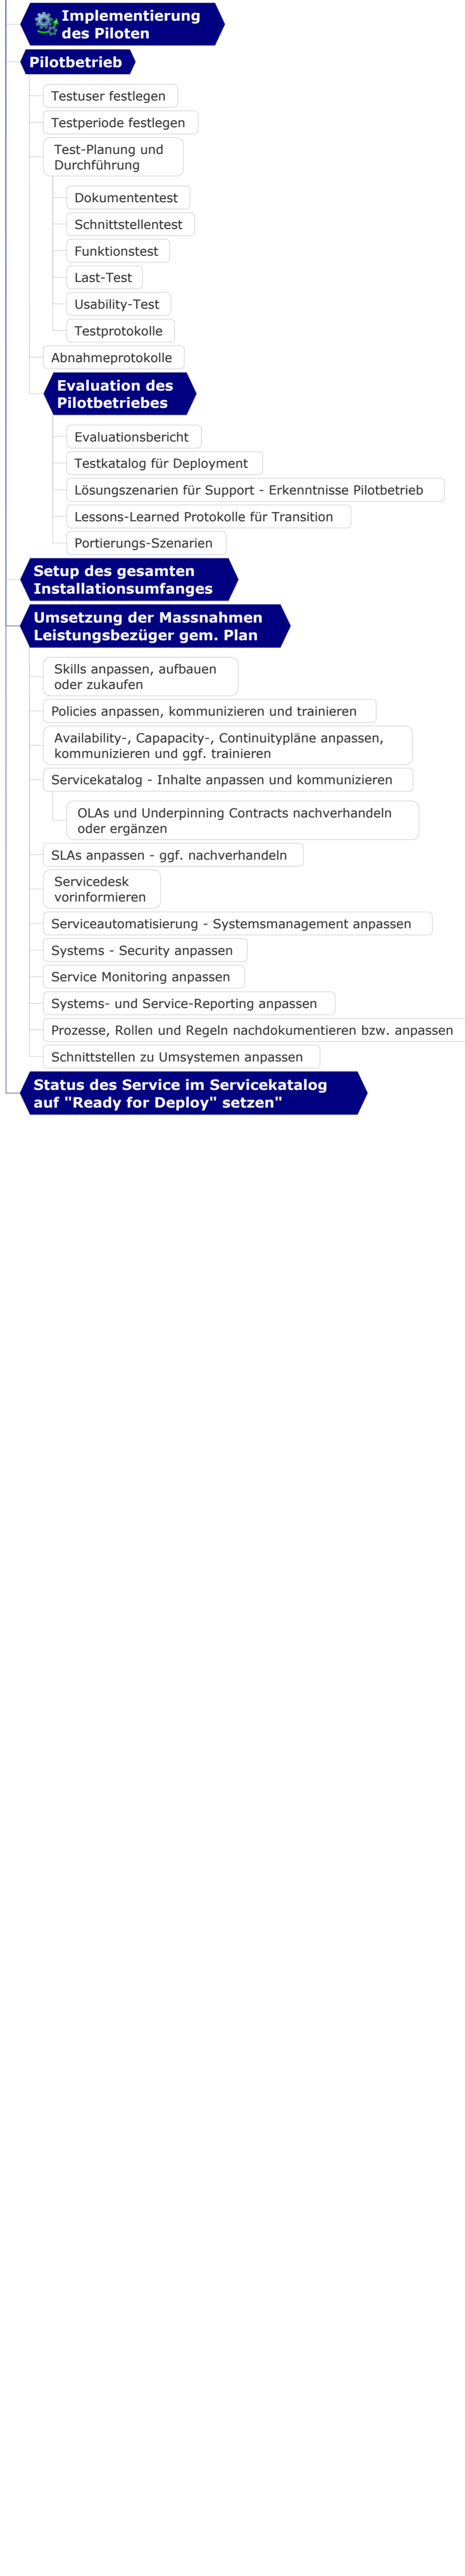 Implementierung
des Piloten
Pilotbetrieb
Testuser festlegen
Testperiode festlegen
Test-Planung und
Durchführung
Dokumententest
Schnittstellentest
Funktionstest
Last-Test
Usability-Test
Testprotokolle
Abnahmeprotokolle
Evaluation des
Pilotbetriebes
Evaluationsbericht
Testkatalog für Deployment
Lösungszenarien für Support - Erkenntnisse Pilotbetrieb
Lessons-Learned Protokolle für Transition
Portierungs-Szenarien
Setup des gesamten
Installationsumfanges
Umsetzung der Massnahmen
Leistungsbezüger gem. Plan
Skills anpassen, aufbauen
oder zukaufen
Policies anpassen, kommunizieren und trainieren
Availability-, Capapacity-, Continuitypläne anpassen,
kommunizieren und ggf. trainieren
Servicekatalog - Inhalte anpassen und kommunizieren
OLAs und Underpinning Contracts nachverhandeln
oder ergänzen
SLAs anpassen - ggf. nachverhandeln
Servicedesk
vorinformieren
Serviceautomatisierung - Systemsmanagement anpassen
Systems - Security anpassen
Service Monitoring anpassen
Systems- und Service-Reporting anpassen
Prozesse, Rollen und Regeln nachdokumentieren bzw. anpassen
Schnittstellen zu Umsystemen anpassen
Status des Service im Servicekatalog
auf "Ready for Deploy" setzen"